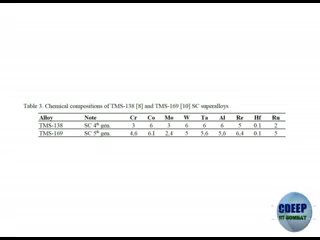 Table 3. Chemical compositions of TMS-138 [8] and TMS-169 [10] SC superalloys
Alloy Note Cr Co Mo W Ta Al Re Hf Ru
TMS-138 SC 4th gen. 3 6 3 6 6 6 5 0.1 2
TMS-169 SC 5th gen. 4,6 6.1 2,4 5 5,6 5,6 6,4 0.1 5
CDEEP
IIT BOMBAY